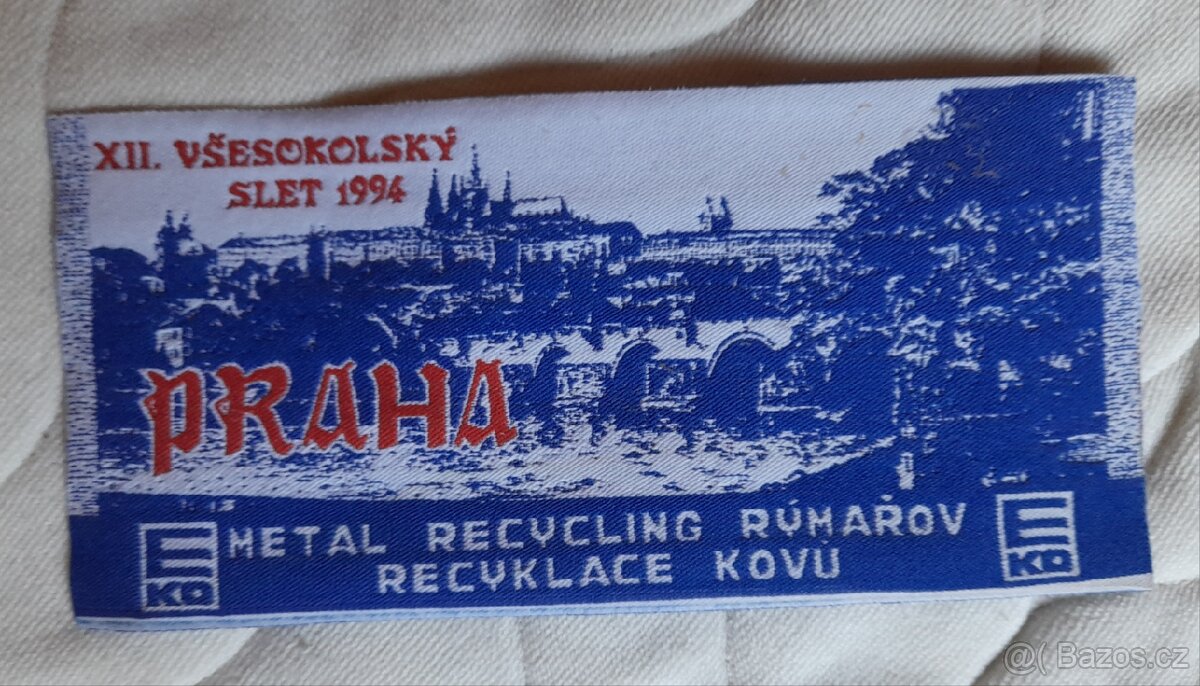 XII. VŠESOKOLSKÝ
SLET 1994
PRAHA
METAL RECYCLING RÝMAŘOV
RECYKLACE KOVŮ
EKO
EKO
@( Bazos.cz